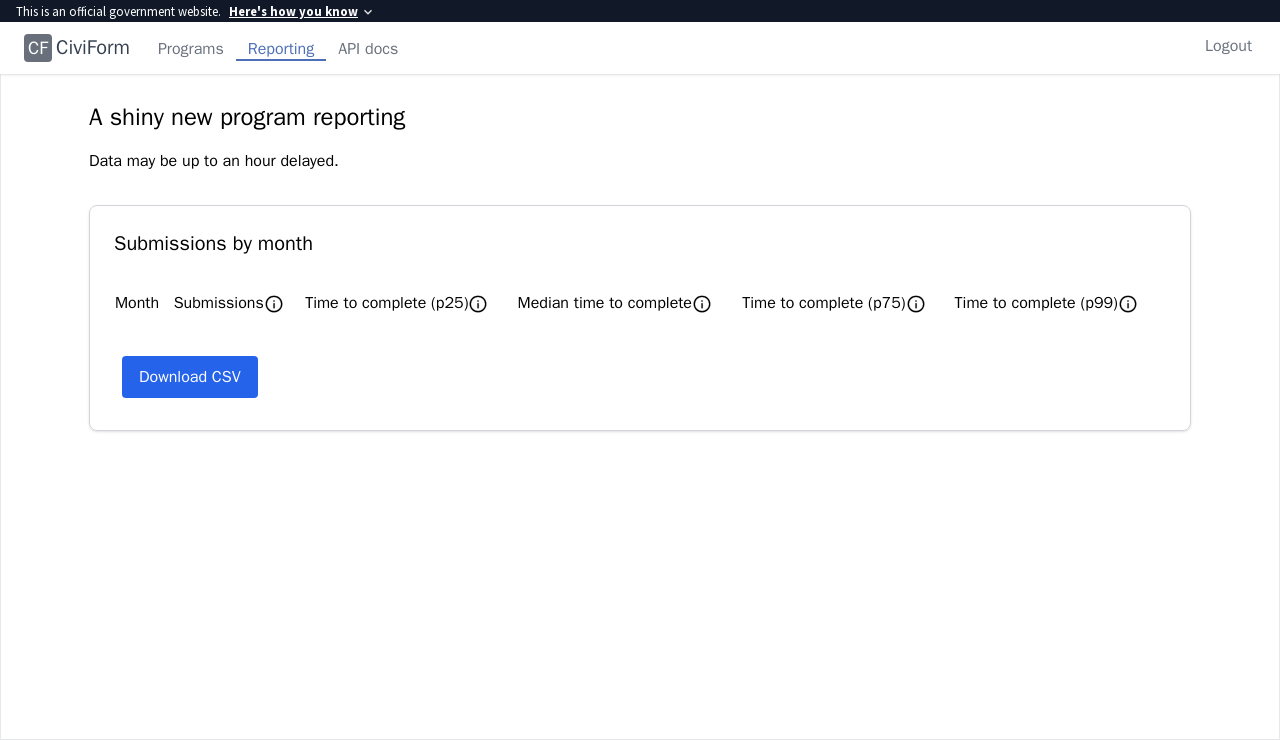 This is an official government website. Here's how you know
CF CiviForm Programs Reporting API docs Logout
A shiny new program reporting
Data may be up to an hour delayed.
Submissions by month
Month Submissions Time to complete (p25) Median time to complete Time to complete (p75) Time to complete (p99)
Download CSV